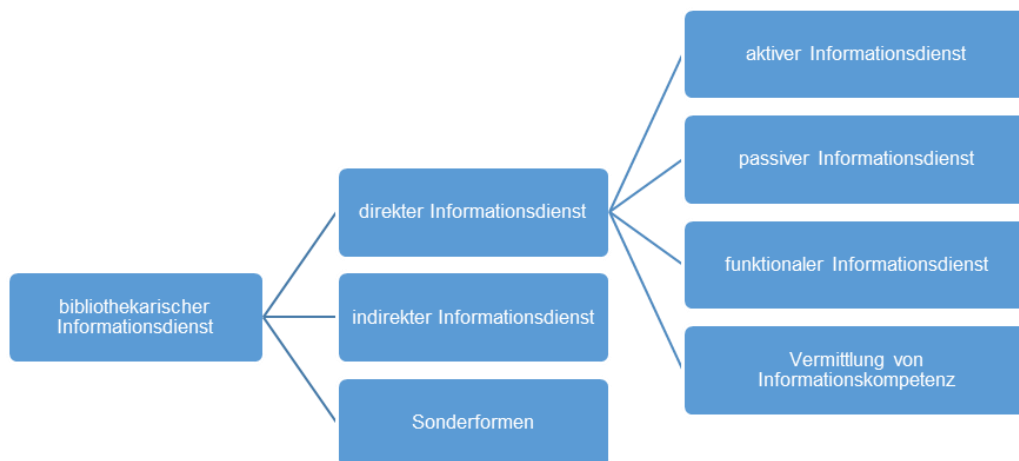 bibliothekarischer
Informationsdienst
direkter Informationsdienst
indirekter Informationsdienst
Sonderformen
aktiver Informationsdienst
passiver Informationsdienst
funktionaler Informationsdienst
Vermittlung von
Informationskompetenz